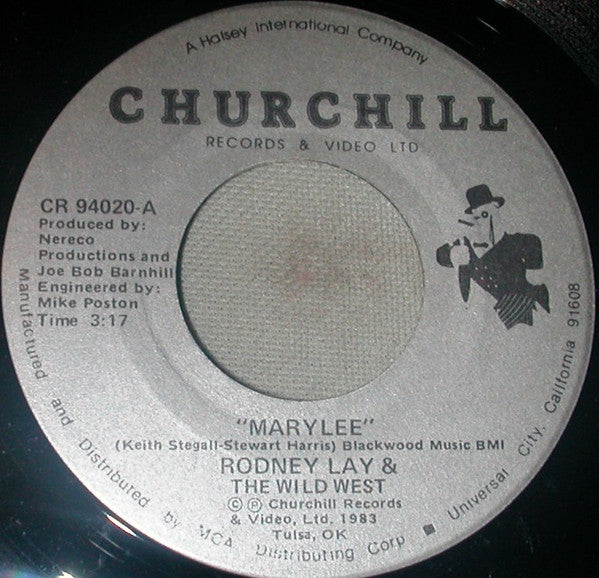 A Halsey International Company
CHURCHILL
RECORDS & VIDEO LTD
CR 94020-A
Produced by:
Nereco
Productions and
Joe Bob Barnhill
Engineered by:
Mike Poston
Time 3:17
"MARYLEE"
(Keith Stegall-Stewart Harris) Blackwood Music BMI
RODNEY LAY &
THE WILD WEST
© ℗ Churchill Records
& Video, Ltd. 1983
Tulsa, OK
Manufactured and Distributed by MCA Distributing Corp ■ Universal City, California 91608